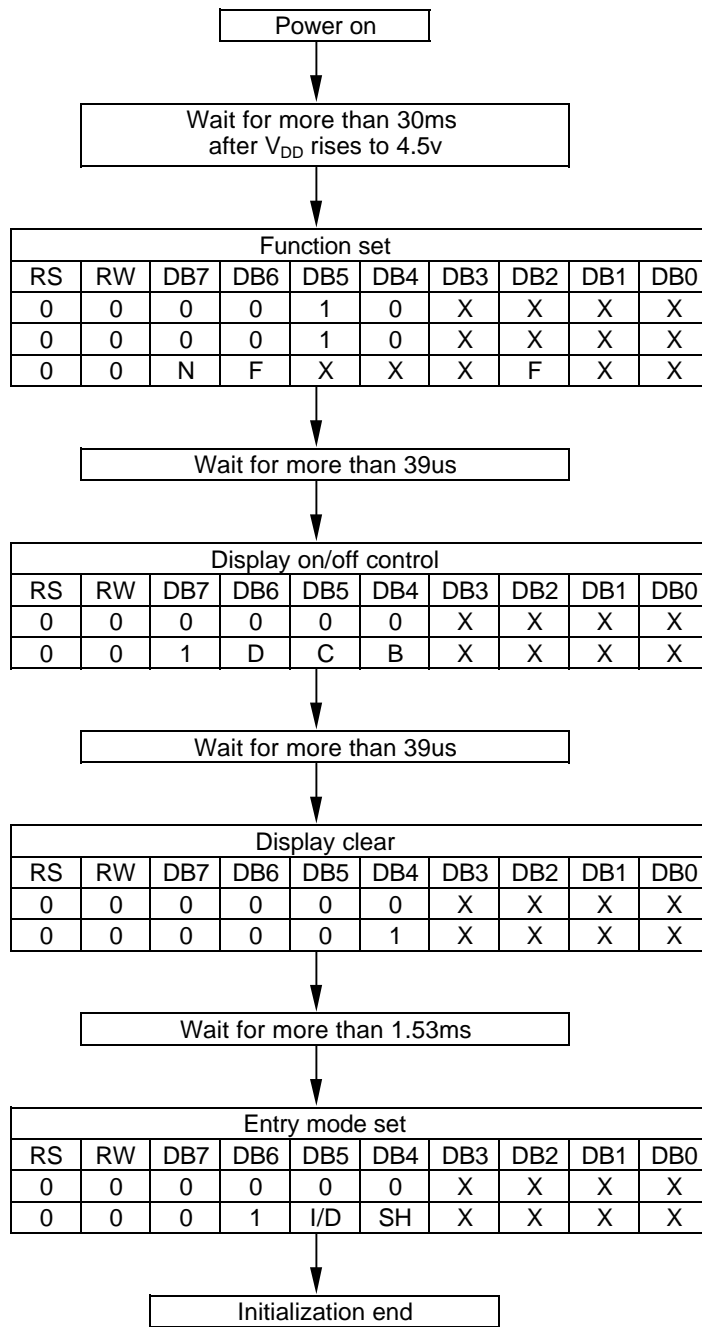 Power on
Wait for more than 30ms
after VDD rises to 4.5v
Function set
RS RW DB7 DB6 DB5 DB4 DB3 DB2 DB1 DB0
0 0 0 0 1 0 X X X X
0 0 0 0 1 0 X X X X
0 0 N F X X X F X X
Wait for more than 39us
Display on/off control
RS RW DB7 DB6 DB5 DB4 DB3 DB2 DB1 DB0
0 0 0 0 0 0 X X X X
0 0 1 D C B X X X X
Wait for more than 39us
Display clear
RS RW DB7 DB6 DB5 DB4 DB3 DB2 DB1 DB0
0 0 0 0 0 0 X X X X
0 0 0 0 0 1 X X X X
Wait for more than 1.53ms
Entry mode set
RS RW DB7 DB6 DB5 DB4 DB3 DB2 DB1 DB0
0 0 0 0 0 0 X X X X
0 0 0 1 I/D SH X X X X
Initialization end